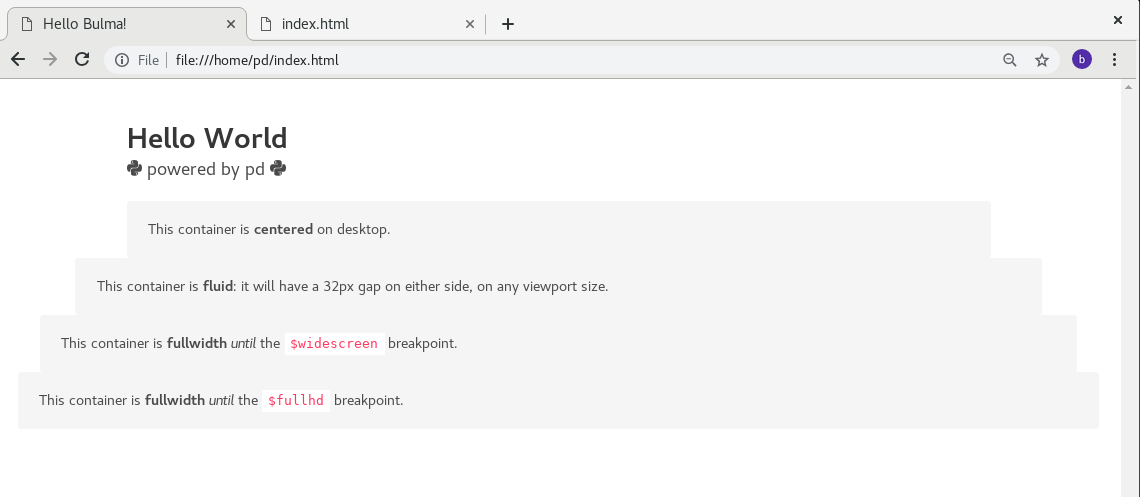 Hello Bulma!
index.html
File
file:///home/pd/index.html
b
Hello World
powered by pd
This container is centered on desktop.
This container is fluid: it will have a 32px gap on either side, on any viewport size.
This container is fullwidth until the $widescreen breakpoint.
This container is fullwidth until the $fullhd breakpoint.